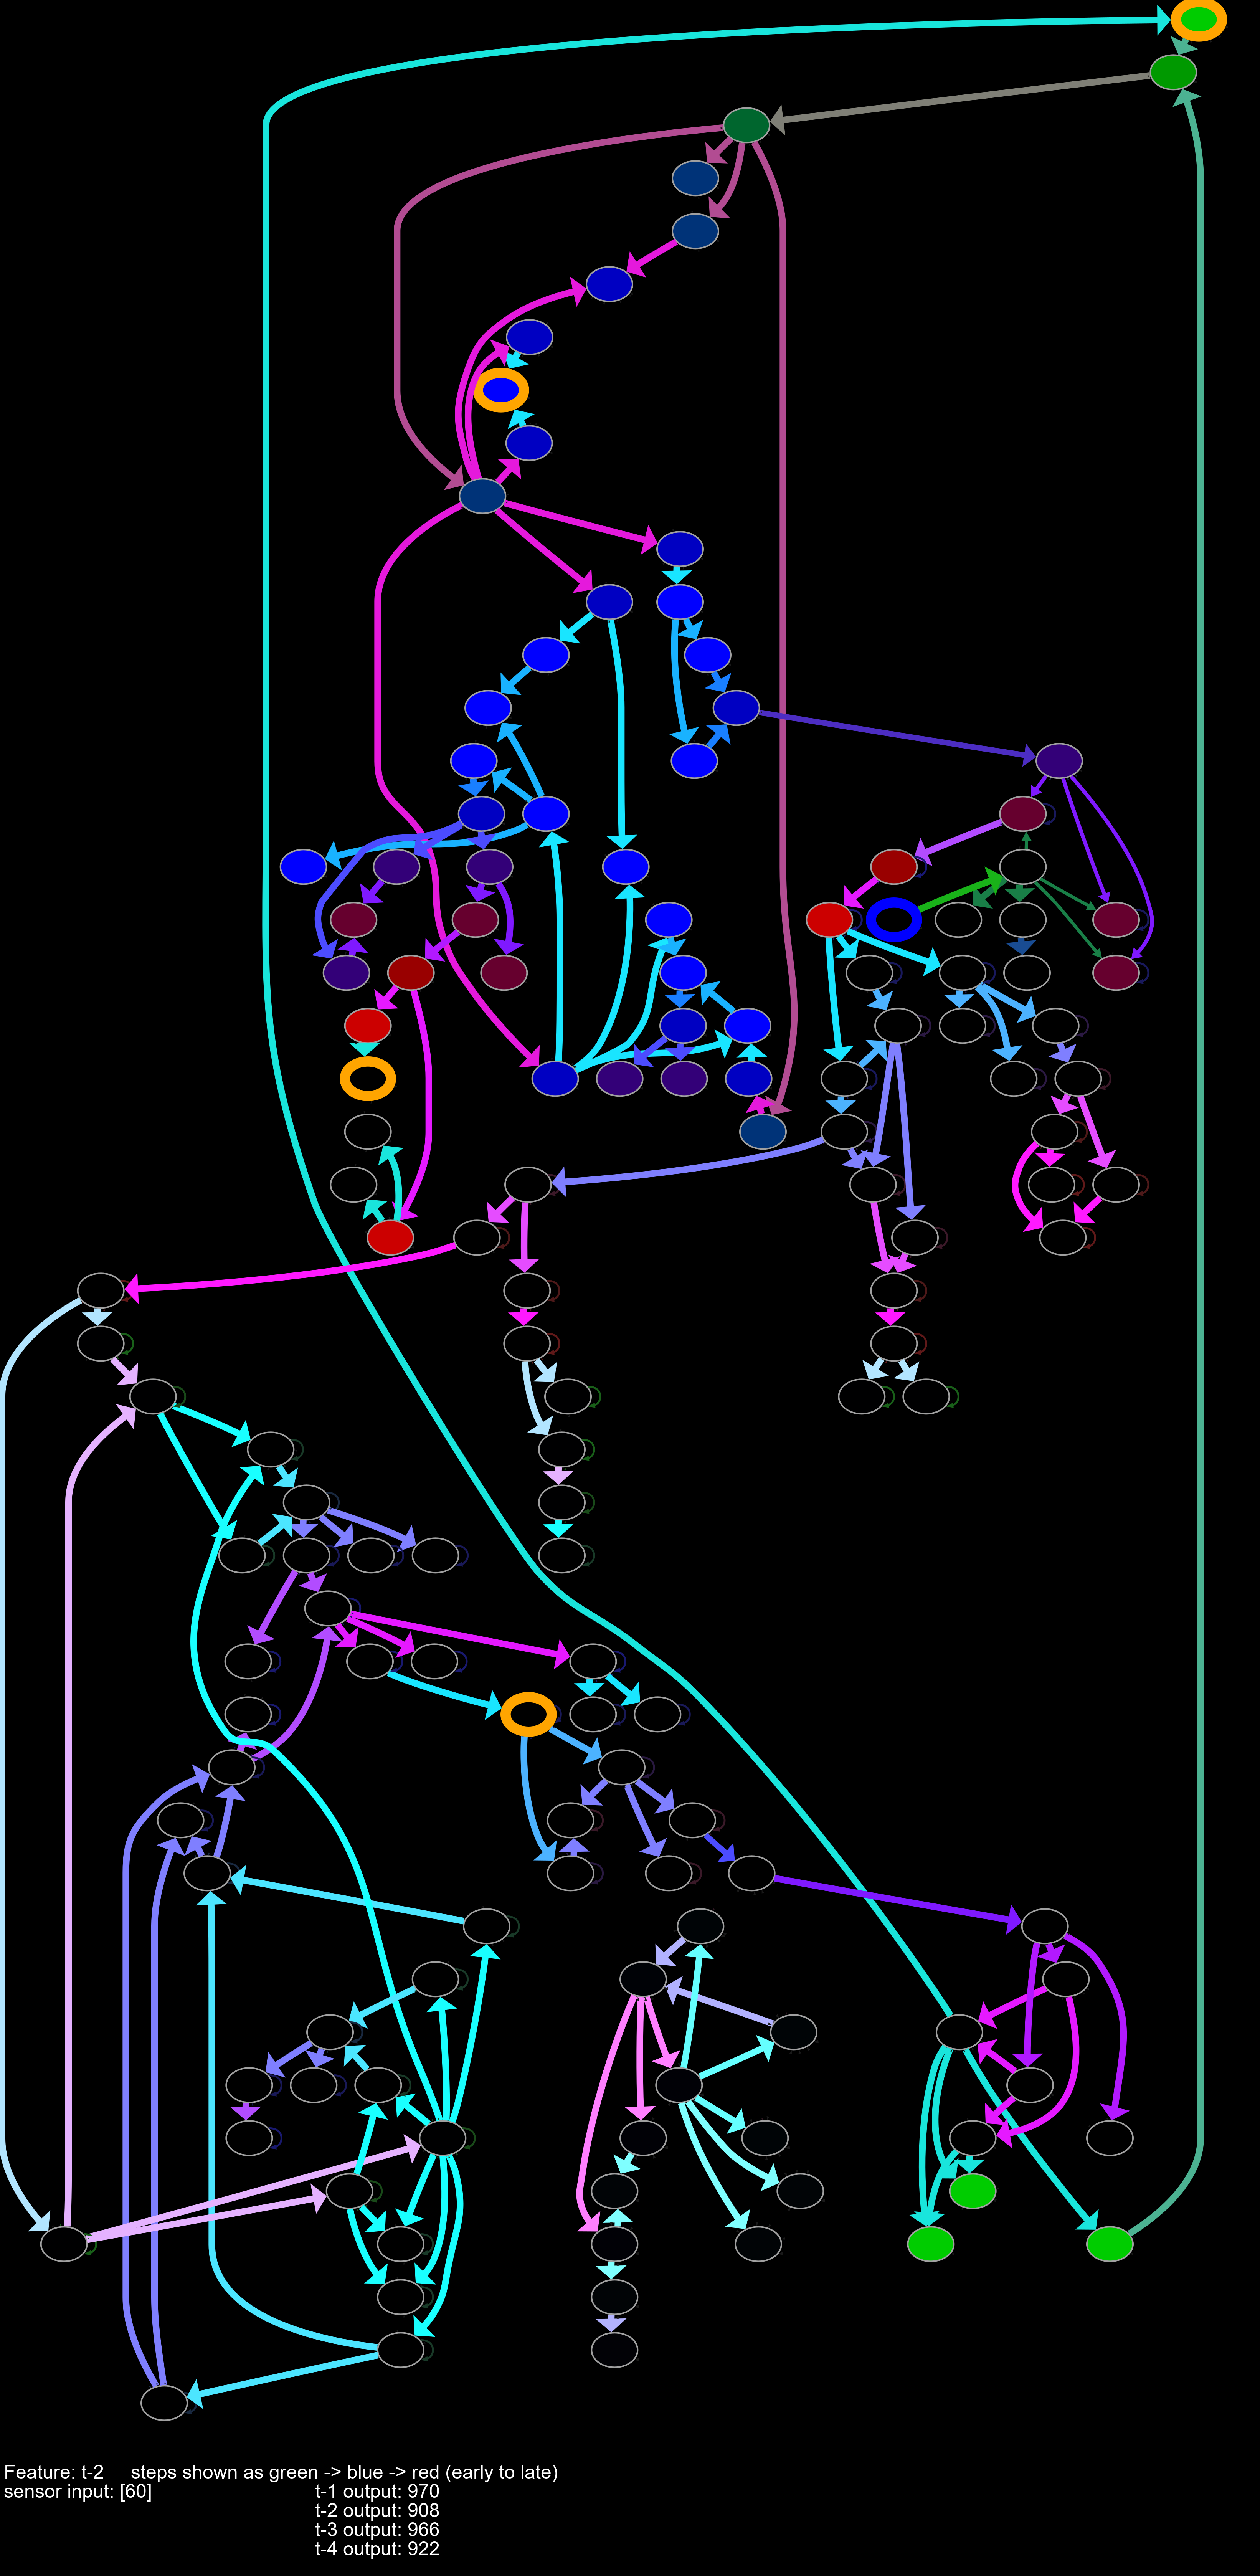 Feature: t-2 steps shown as green -> blue -> red (early to late)
sensor input: [60] t-1 output: 970
t-2 output: 908
t-3 output: 966
t-4 output: 922